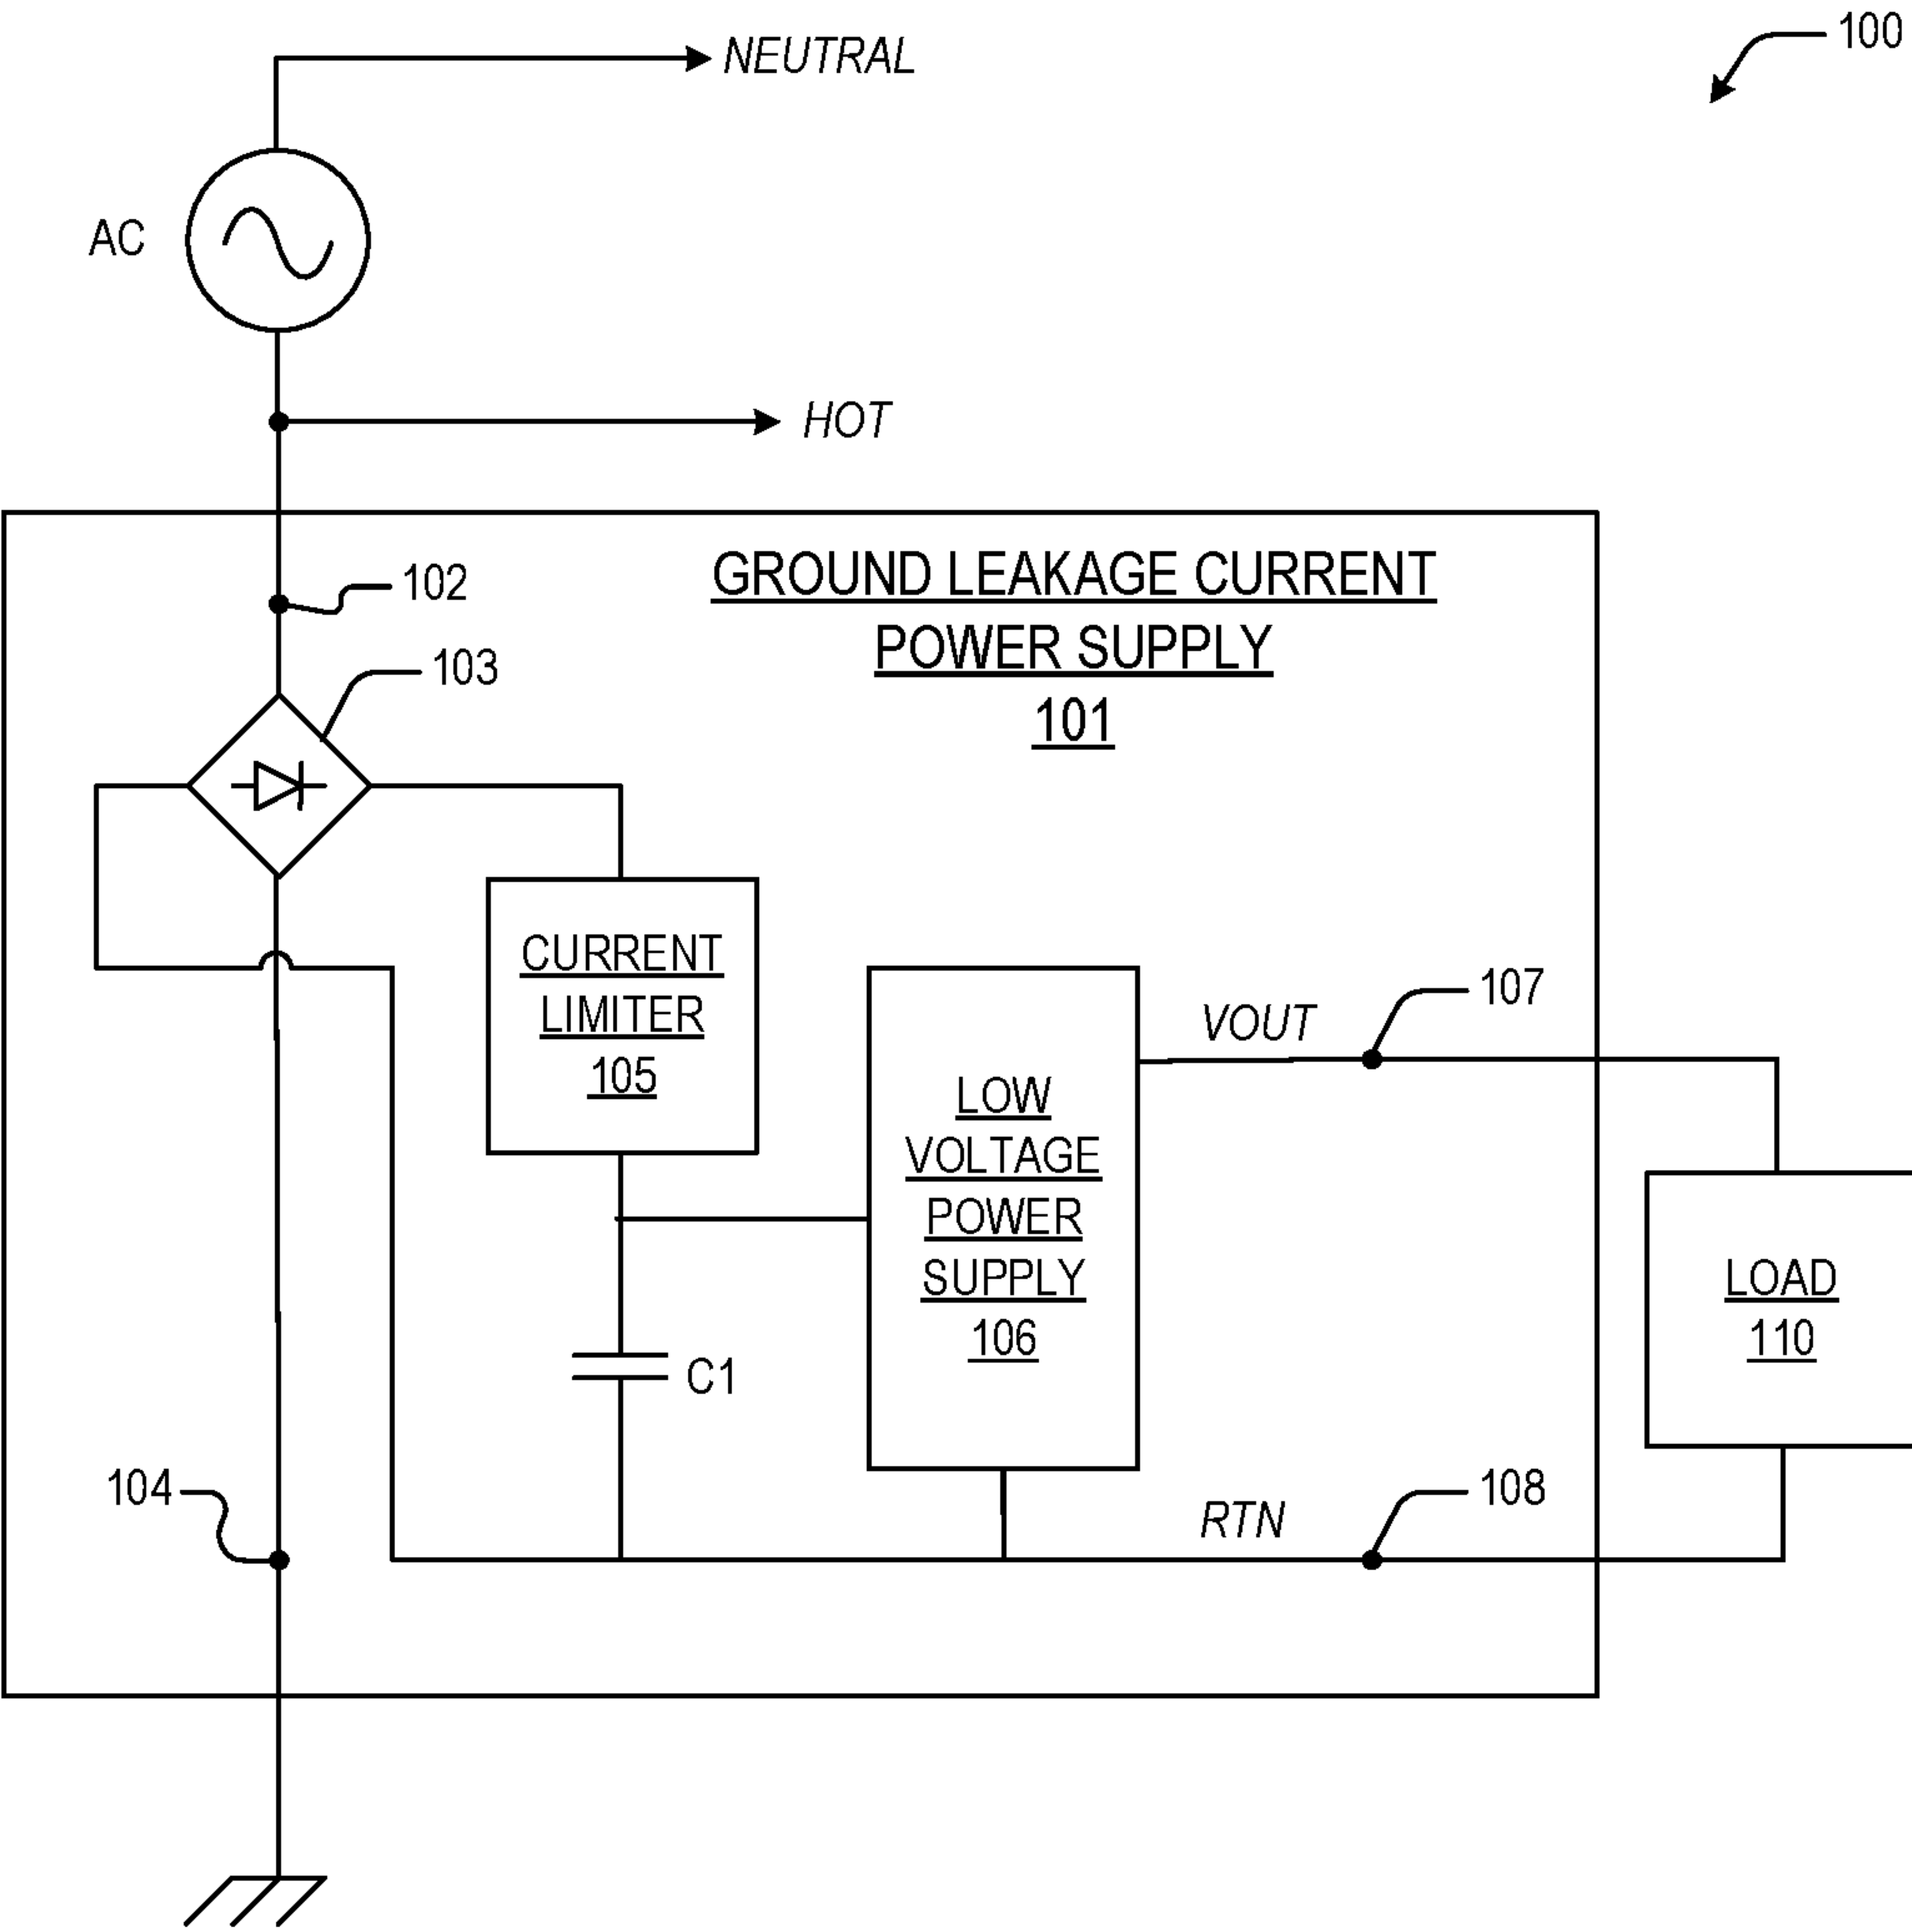 100
NEUTRAL
AC
HOT
GROUND LEAKAGE CURRENT
POWER SUPPLY
101
102
103
CURRENT
LIMITER
105
LOW
VOLTAGE
POWER
SUPPLY
106
VOUT
107
LOAD
110
C1
104
RTN
108